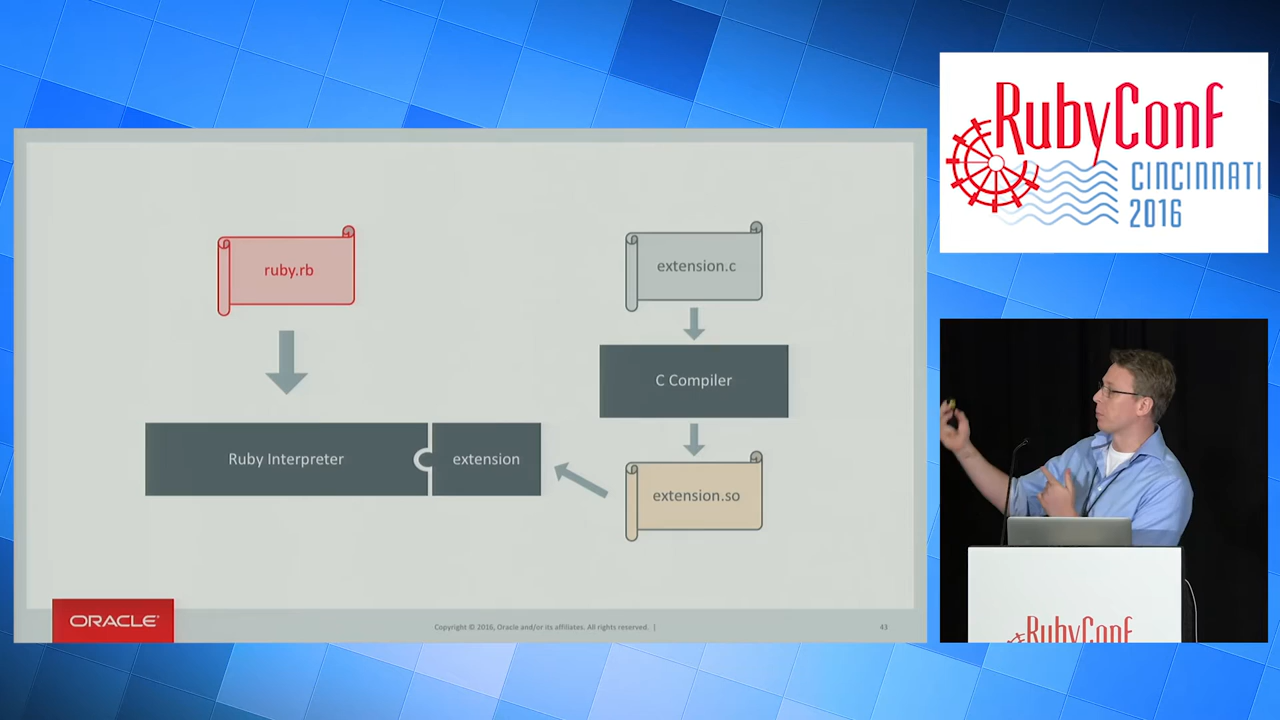 ruby.rb
extension.c
C Compiler
Ruby Interpreter
extension
extension.so
ORACLE
Copyright © 2016, Oracle and/or its affiliates. All rights reserved. |
43
RubyConf
CINCINNATI
2016
RubyConf